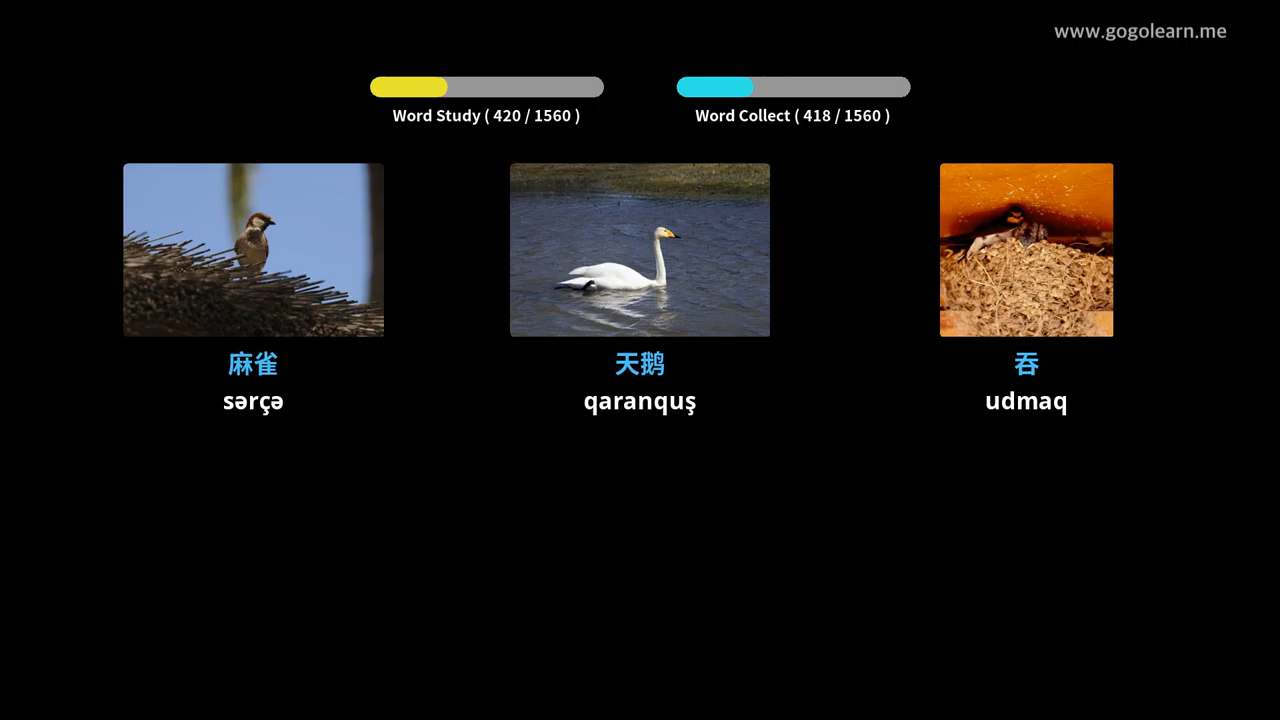 www.gogolearn.me
Word Study ( 420 / 1560 )
Word Collect ( 418 / 1560 )
麻雀
天鹅
吞
sərçə
qaranquş
udmaq